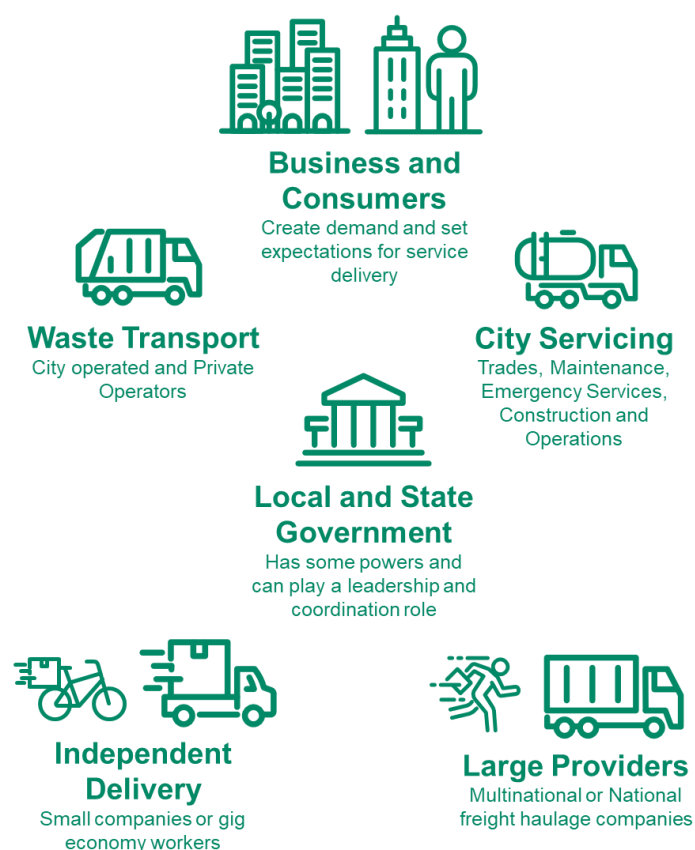 Business and
Consumers
Create demand and set
expectations for service
delivery
Waste Transport
City operated and Private
Operators
City Servicing
Trades, Maintenance,
Emergency Services,
Construction and
Operations
Local and State
Government
Has some powers and
can play a leadership and
coordination role
Independent
Delivery
Small companies or gig
economy workers
Large Providers
Multinational or National
freight haulage companies